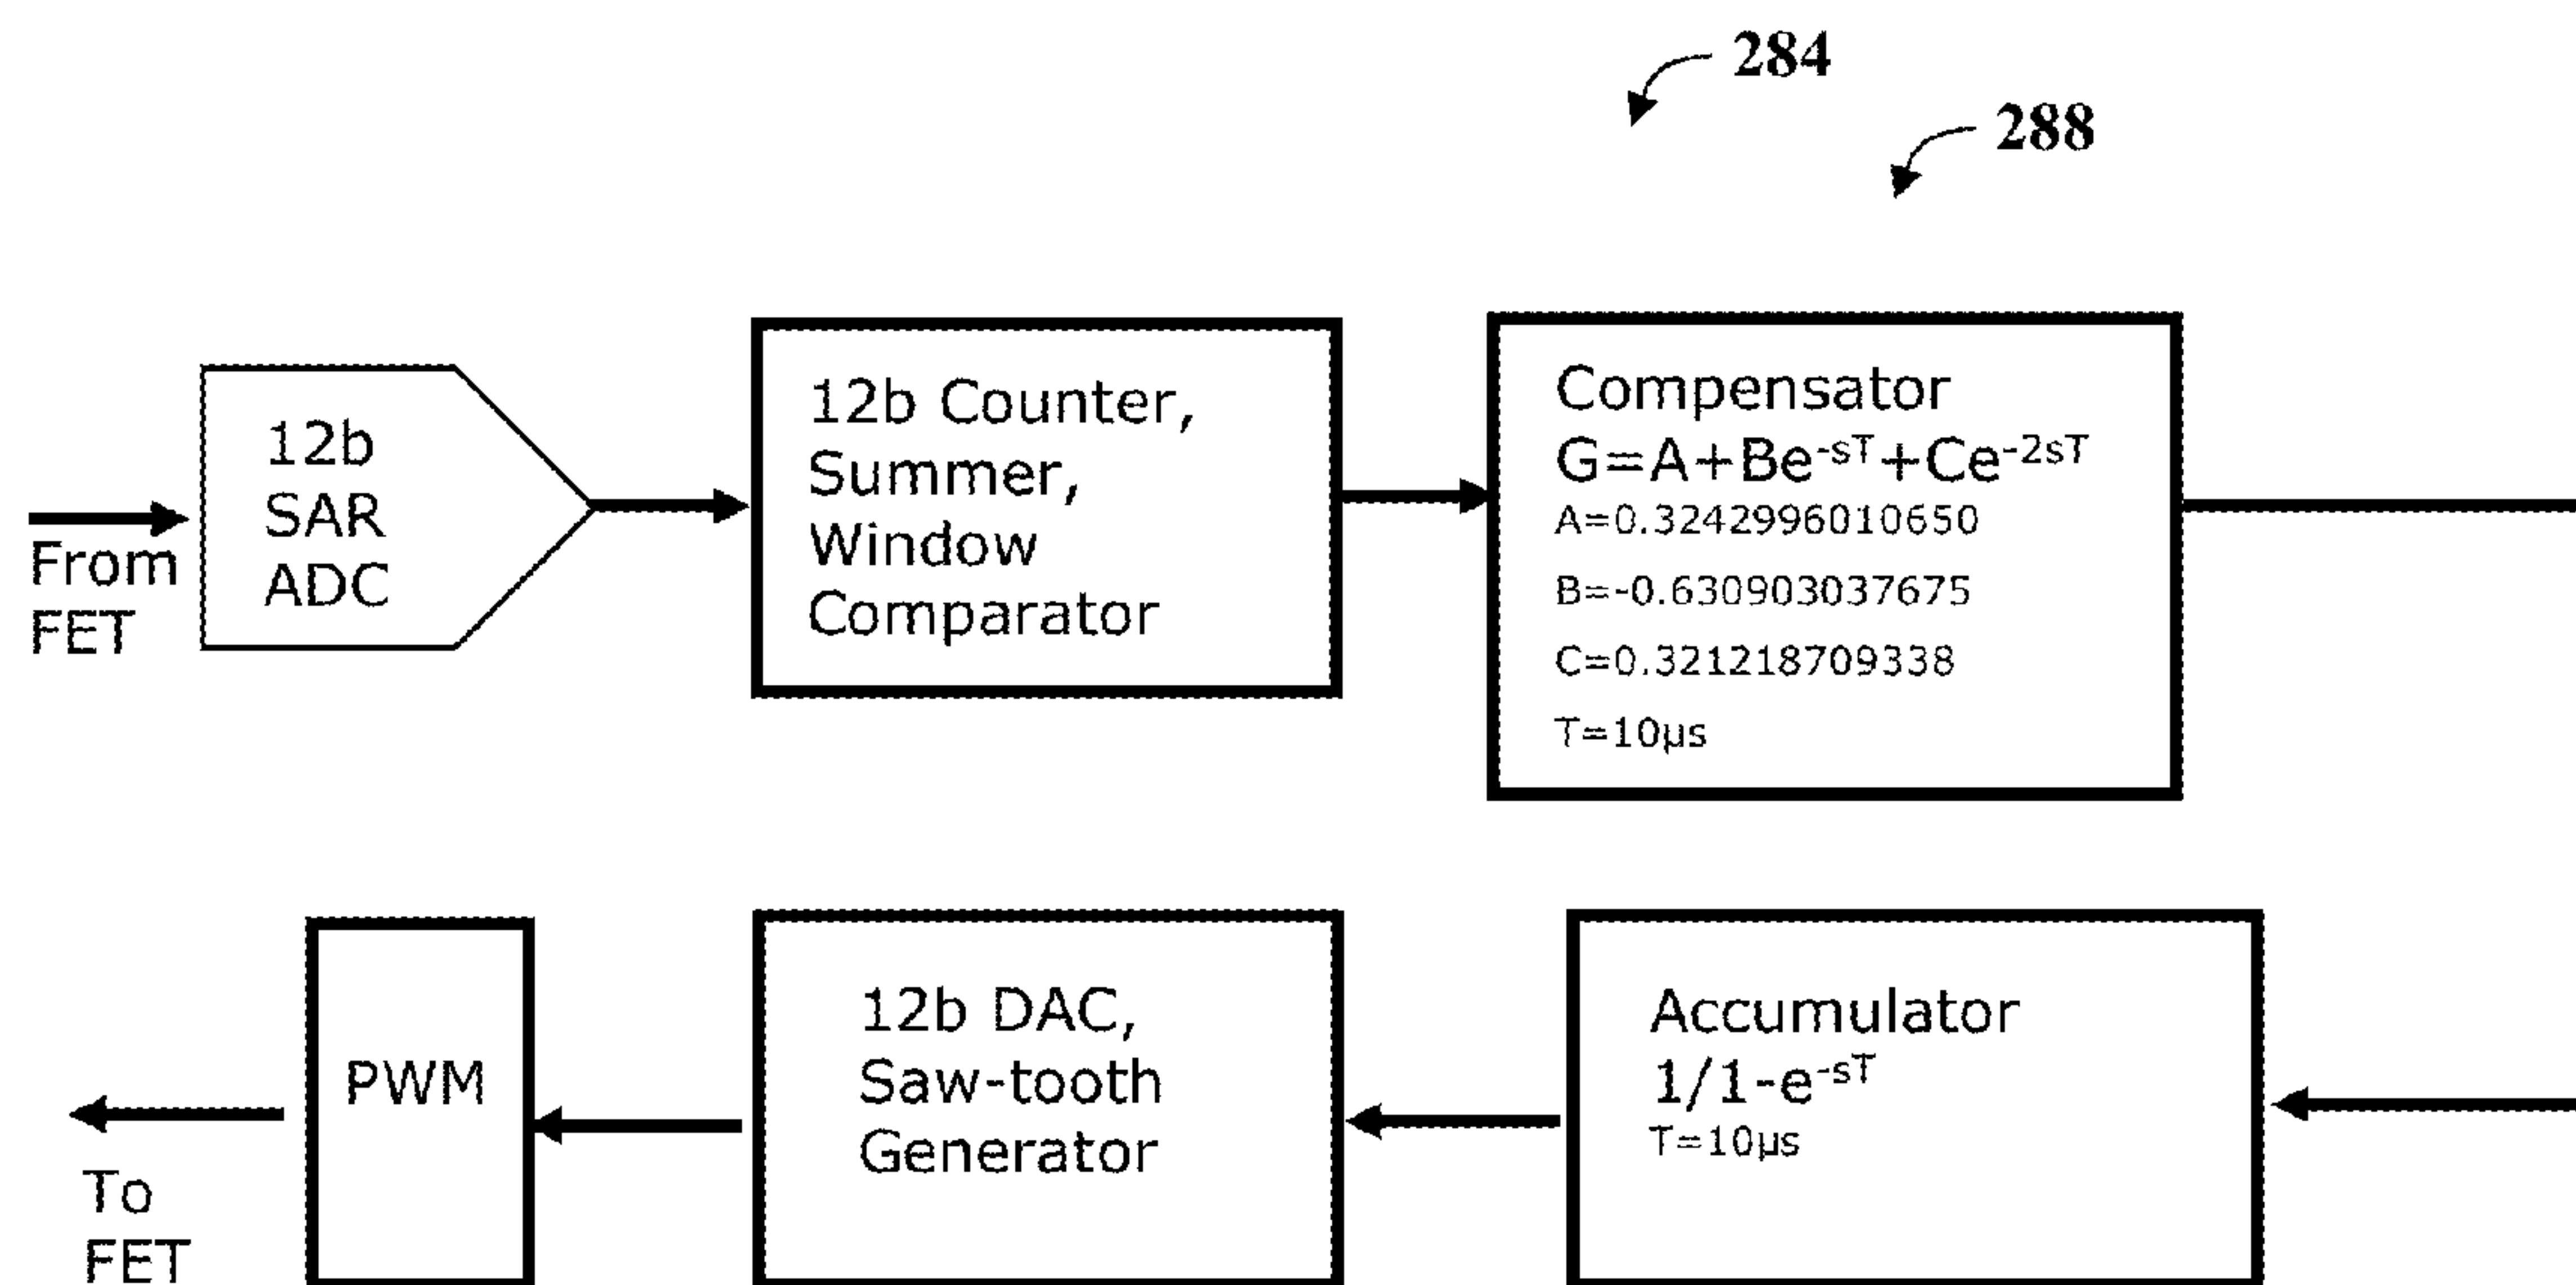 284
288
12b
SAR
ADC
From
FET
12b Counter,
Summer,
Window
Comparator
Compensator
G=A+Be^-sT+Ce^-2sT
A=0.3242996010650
B=-0.630903037675
C=0.321218709338
T=10µs
To
FET
PWM
12b DAC,
Saw-tooth
Generator
Accumulator
1/1-e^-sT
T=10µs